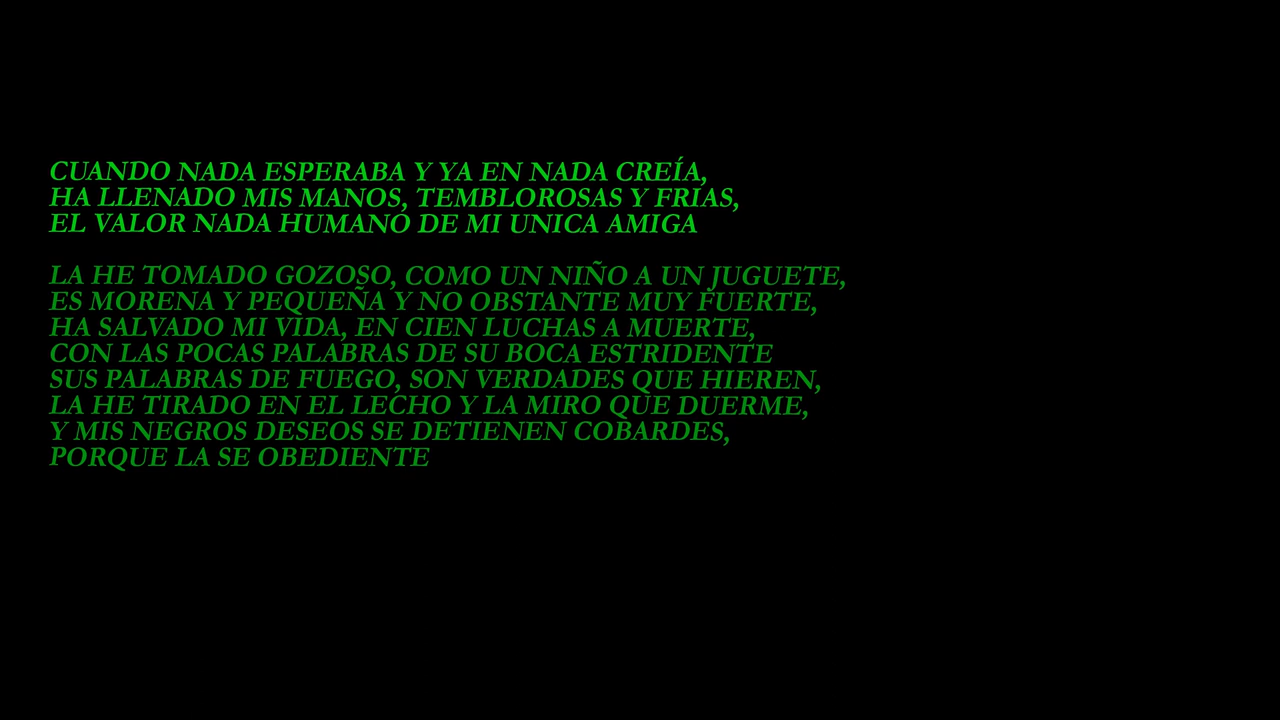 CUANDO NADA ESPERABA Y YA EN NADA CREÍA,
HA LLENADO MIS MANOS, TEMBLOROSAS Y FRIAS,
EL VALOR NADA HUMANO DE MI UNICA AMIGA
LA HE TOMADO GOZOSO, COMO UN NIÑO A UN JUGUETE,
ES MORENA Y PEQUEÑA Y NO OBSTANTE MUY FUERTE,
HA SALVADO MI VIDA, EN CIEN LUCHAS A MUERTE,
CON LAS POCAS PALABRAS DE SU BOCA ESTRIDENTE
SUS PALABRAS DE FUEGO, SON VERDADES QUE HIEREN,
LA HE TIRADO EN EL LECHO Y LA MIRO QUE DUERME,
Y MIS NEGROS DESEOS SE DETIENEN COBARDES,
PORQUE LA SE OBEDIENTE